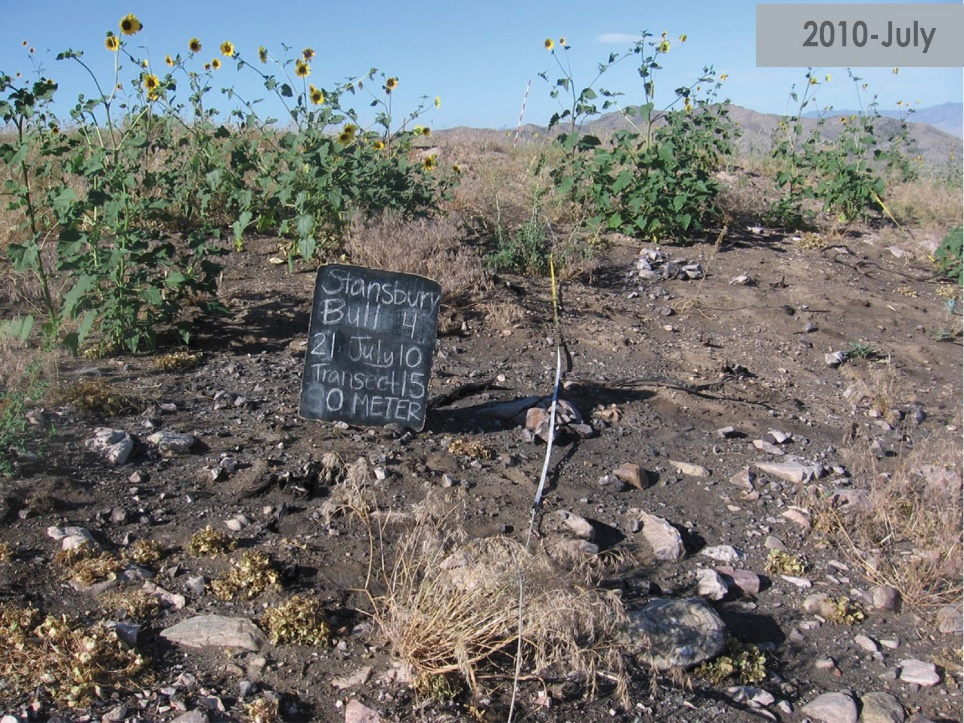 2010-July
Stansbury
Bull 4
21 July 10
Transect 15
0 METER